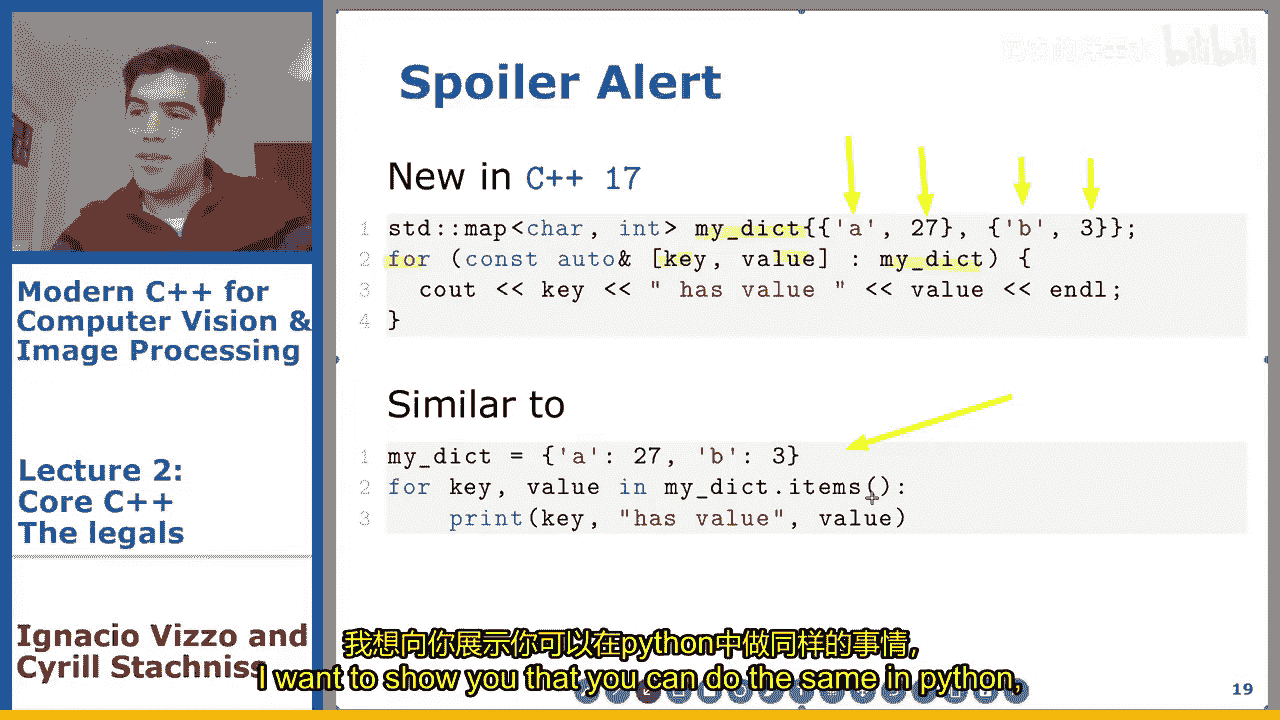 Spoiler Alert
New in C++ 17
1 std::map<char, int> my_dict{{'a', 27}, {'b', 3}};
2 for (const auto& [key, value] : my_dict) {
3 cout << key << " has value " << value << endl;
4 }
Similar to
1 my_dict = {'a': 27, 'b': 3}
2 for key, value in my_dict.items():
3 print(key, "has value", value)
Modern C++ for
Computer Vision &
Image Processing
Lecture 2:
Core C++
The legals
Ignacio Vizzo and
Cyrill Stachniss
我想向你展示你可以在python中做同样的事情,
I want to show you that you can do the same in python,
19
bilibili